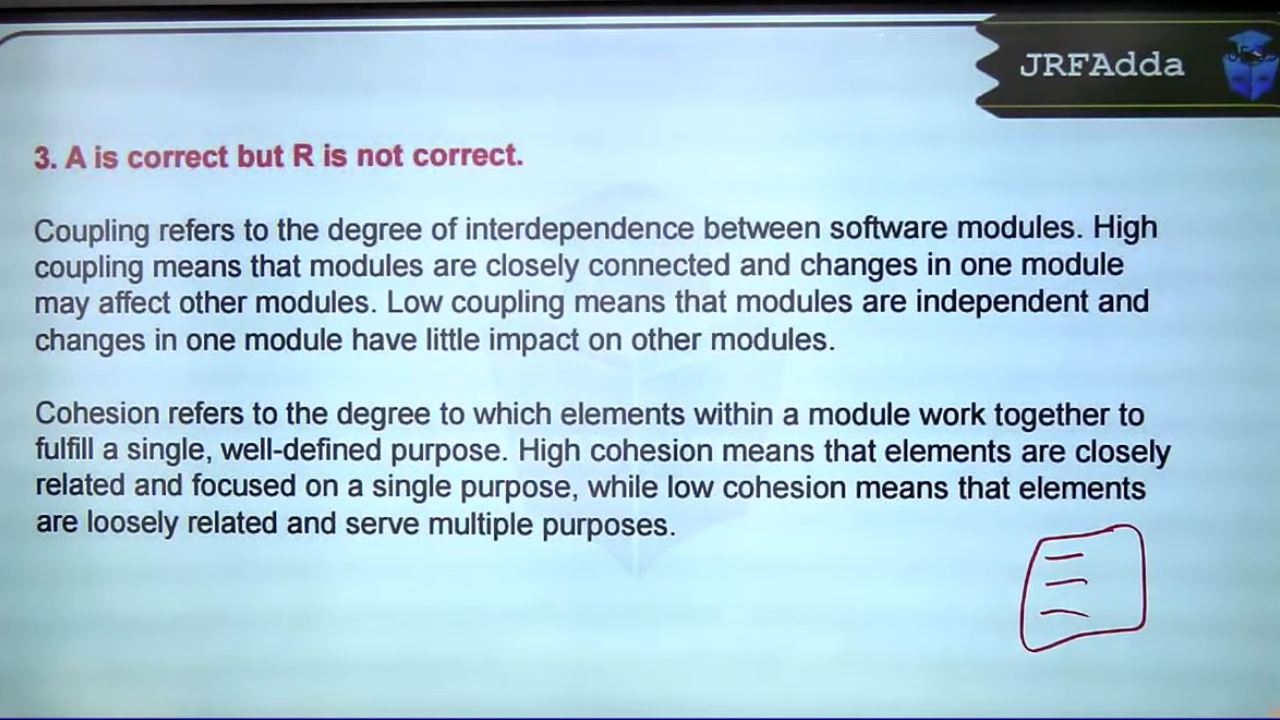 JRFAdda
3. A is correct but R is not correct.
Coupling refers to the degree of interdependence between software modules. High
coupling means that modules are closely connected and changes in one module
may affect other modules. Low coupling means that modules are independent and
changes in one module have little impact on other modules.
Cohesion refers to the degree to which elements within a module work together to
fulfill a single, well-defined purpose. High cohesion means that elements are closely
related and focused on a single purpose, while low cohesion means that elements
are loosely related and serve multiple purposes.